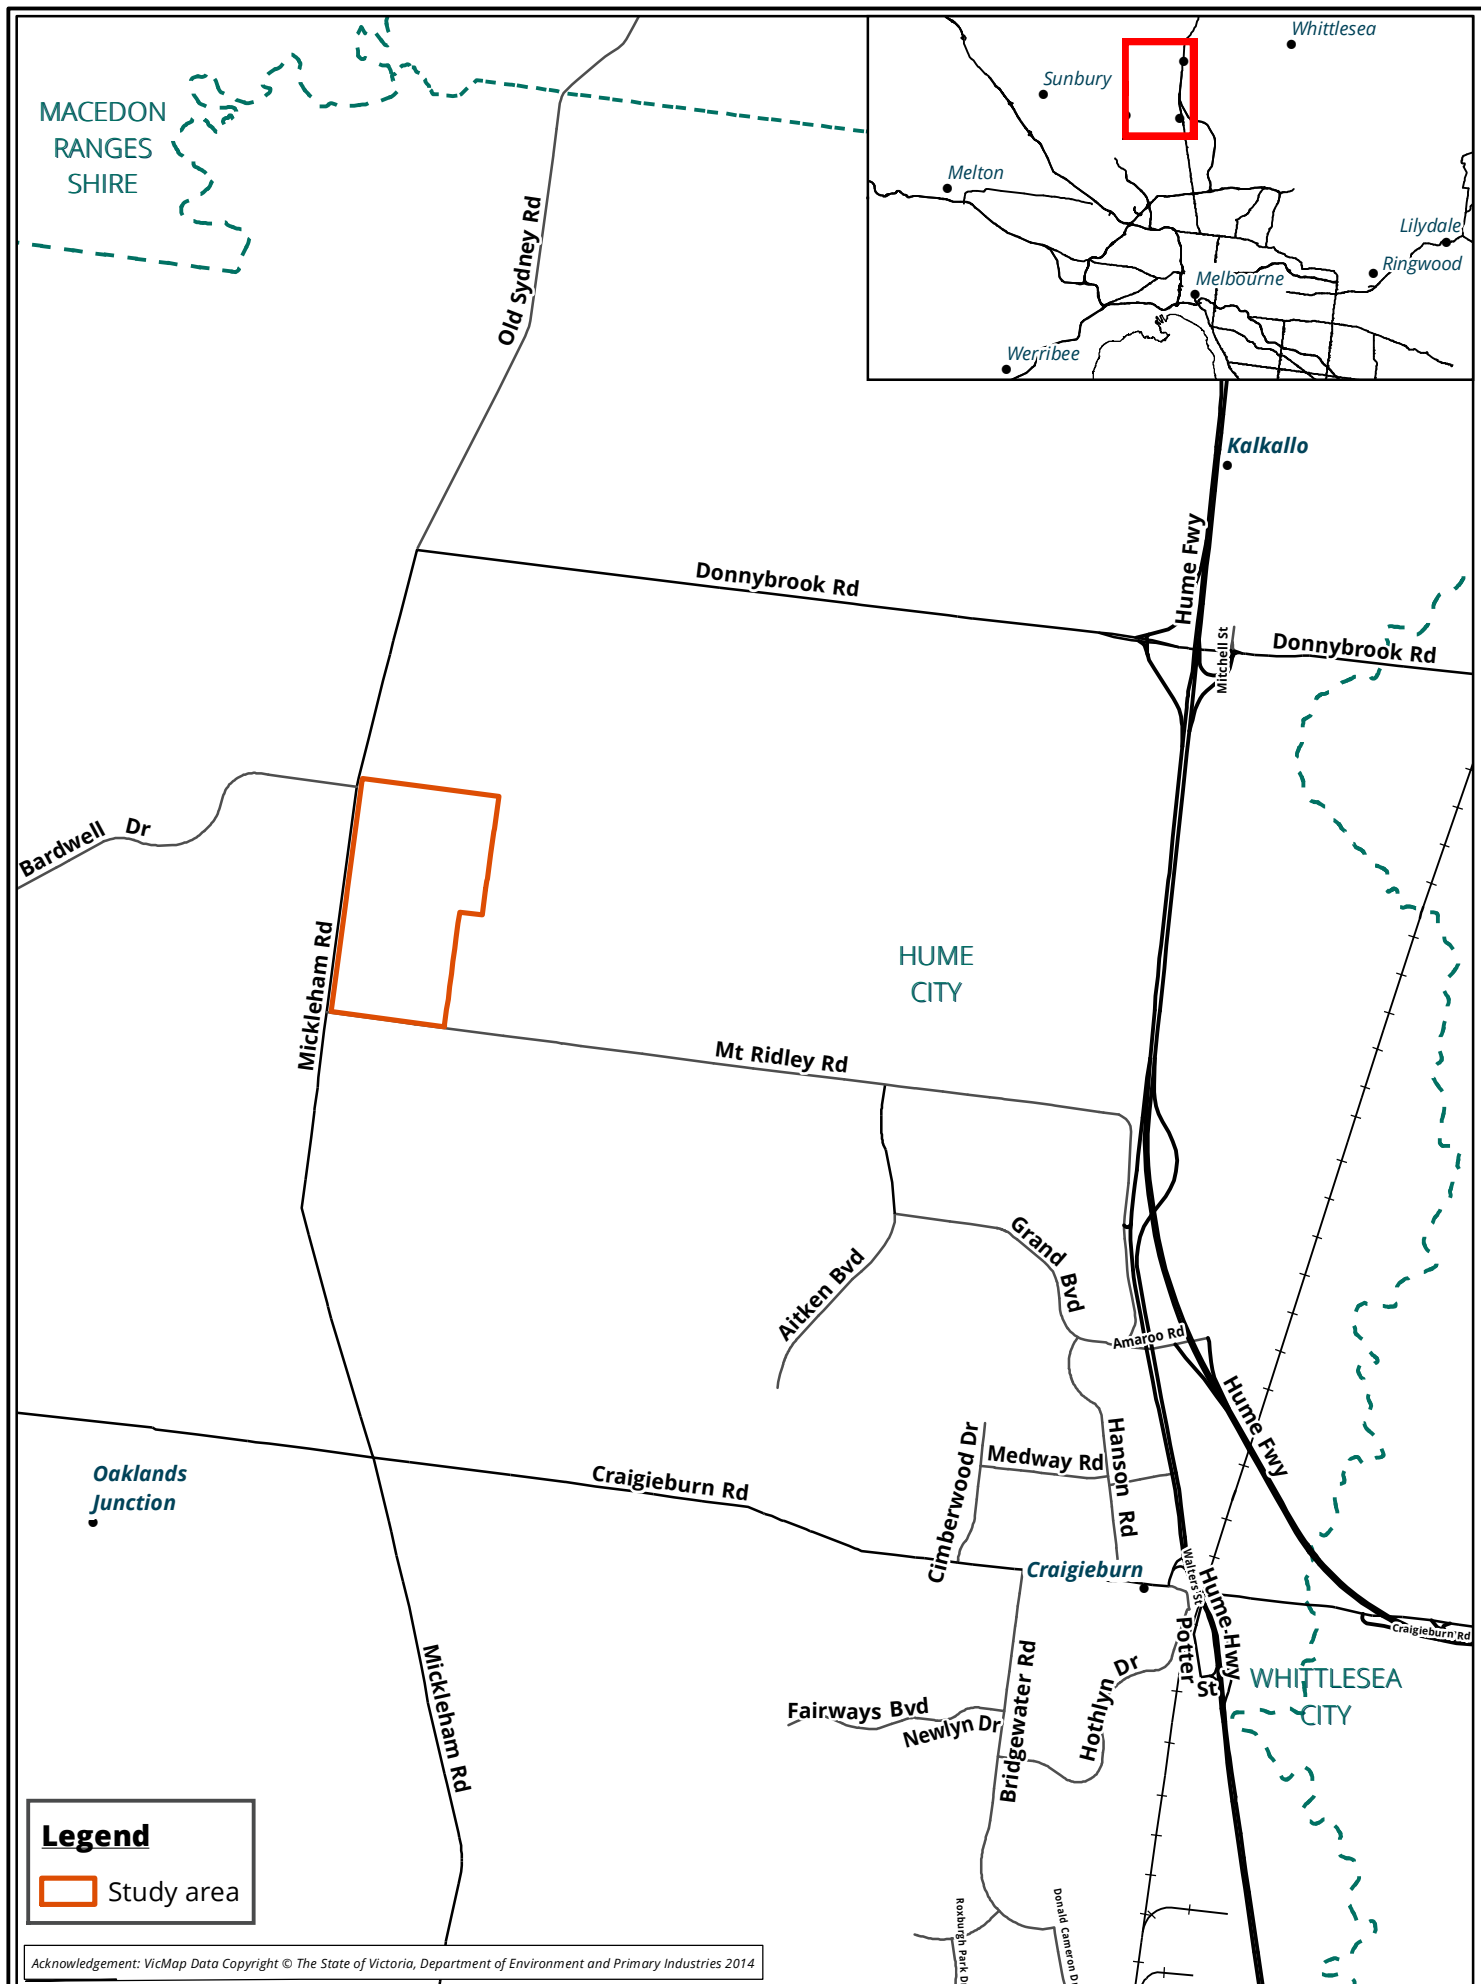 MACEDON
RANGES
SHIRE
Whittlesea
Sunbury
Melton
Lilydale
Ringwood
Melbourne
Werribee
Old Sydney Rd
Kalkallo
Hume Fwy
Donnybrook Rd
Mitchell St
Donnybrook Rd
Bardwell Dr
Mickleham Rd
HUME
CITY
Mt Ridley Rd
Grand Bvd
Aitken Bvd
Amaroo Rd
Hume Fwy
Hanson Rd
Medway Rd
Cimberwood Dr
Oaklands
Junction
Craigieburn Rd
Craigieburn
Walters St
Hume Hwy
Potter St
Craigieburn Rd
WHITTLESEA
CITY
Hothlyn Dr
Bridgewater Rd
Fairways Bvd
Newlyn Dr
Mickleham Rd
Legend
Study area
Roxburgh Park D
Donald Cameron D
Acknowledgement: VicMap Data Copyright © The State of Victoria, Department of Environment and Primary Industries 2014